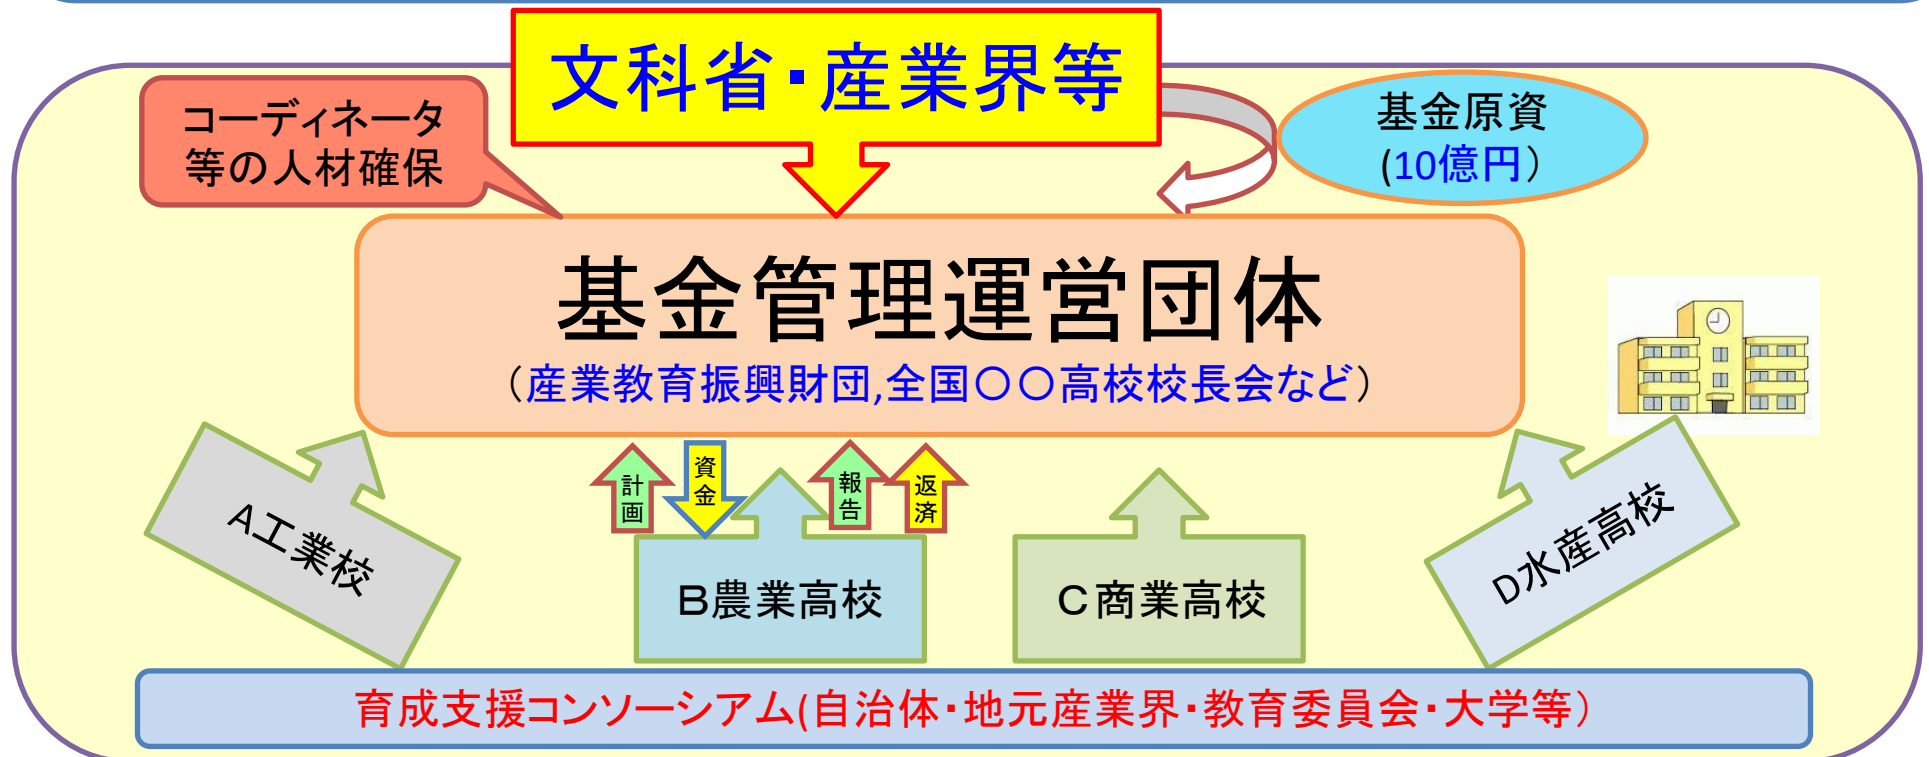 文科省・産業界等
コーディネータ
等の人材確保
基金原資
(10億円）
基金管理運営団体
（産業教育振興財団,全国〇〇高校校長会など）
計画
資金
報告
返済
A工業校
B農業高校
C商業高校
D水産高校
育成支援コンソーシアム(自治体・地元産業界・教育委員会・大学等）